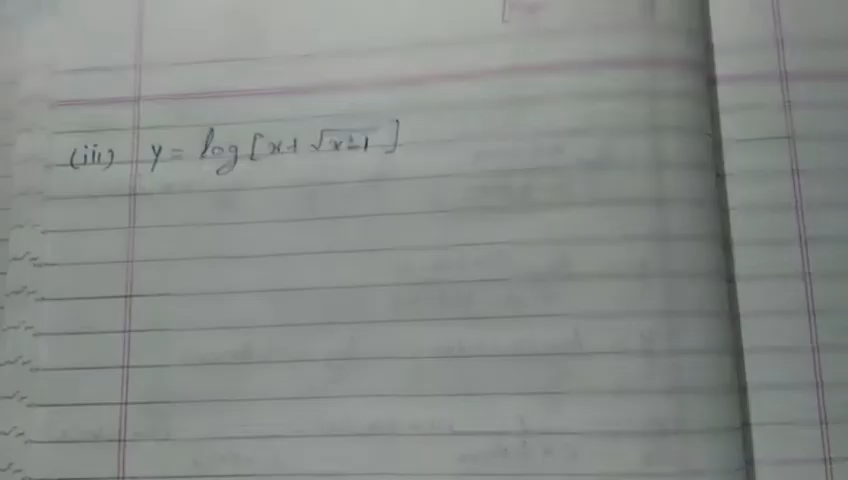 (iii) y = log [x+ √x²-1 ]